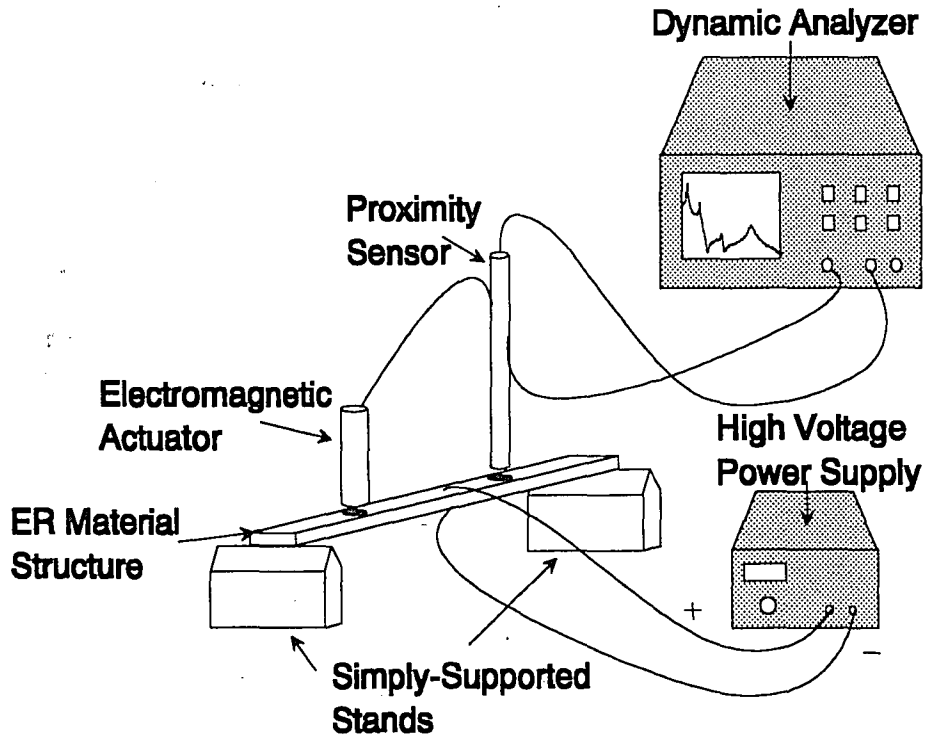 Dynamic Analyzer
Proximity
Sensor
Electromagnetic
Actuator
High Voltage
Power Supply
ER Material
Structure
+
−
Simply-Supported
Stands